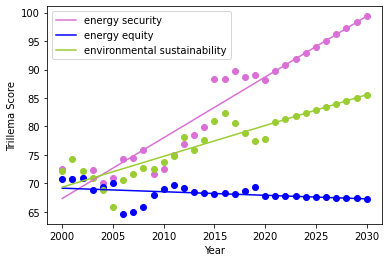 energy security
energy equity
environmental sustainability
100
95
90
85
80
75
70
65
Trillema Score
2000 2005 2010 2015 2020 2025 2030
Year